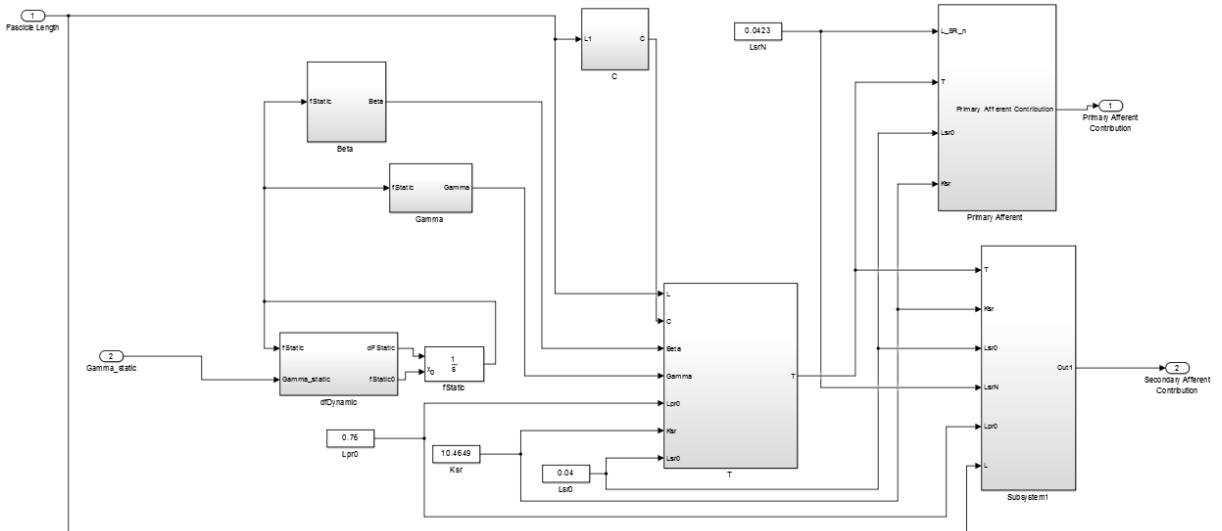 1
Fascicle Length
L1
C
C
0.0423
LsrN
L_SR_n
T
Primary Afferent Contribution
Lsr0
Ksr
Primary Afferent
1
Primary Afferent
Contribution
fStatic
Beta
Beta
fStatic
Gamma
Gamma
2
Gamma_static
fStatic
Gamma_static
dFStatic
fStatic0
dfDynamic
1
s
x0
fStatic
0.76
Lpr0
10.4649
Ksr
0.04
Lsr0
L
C
Beta
Gamma
Lpr0
Ksr
Lsr0
T
T
T
Ksr
Lsr0
LsrN
Lpr0
L
Out1
Subsystem1
2
Secondary Afferent
Contribution